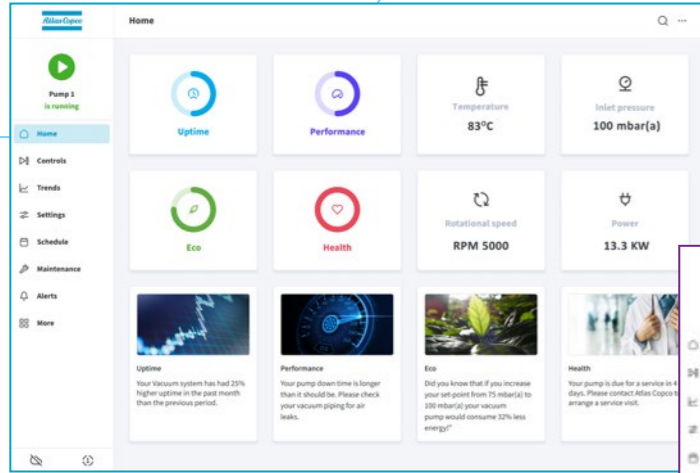 Atlas Copco
Home
Pump 1
is running
Home
Controls
Trends
Settings
Schedule
Maintenance
Alerts
More
Uptime
Performance
Temperature
83°C
Inlet pressure
100 mbar(a)
Eco
Health
Rotational speed
RPM 5000
Power
13.3 KW
Uptime
Your Vacuum system has had 25%
higher uptime in the past month
than the previous period.
Performance
Your pump down time is longer
than it should be. Please check
your vacuum piping for air
leaks.
Eco
Did you know that if you increase
your set-point from 75 mbar(a) to
100 mbar(a) your vacuum
pump would consume 32% less
energy!"
Health
Your pump is due for a service in 4
days. Please contact Atlas Copco to
arrange a service visit.